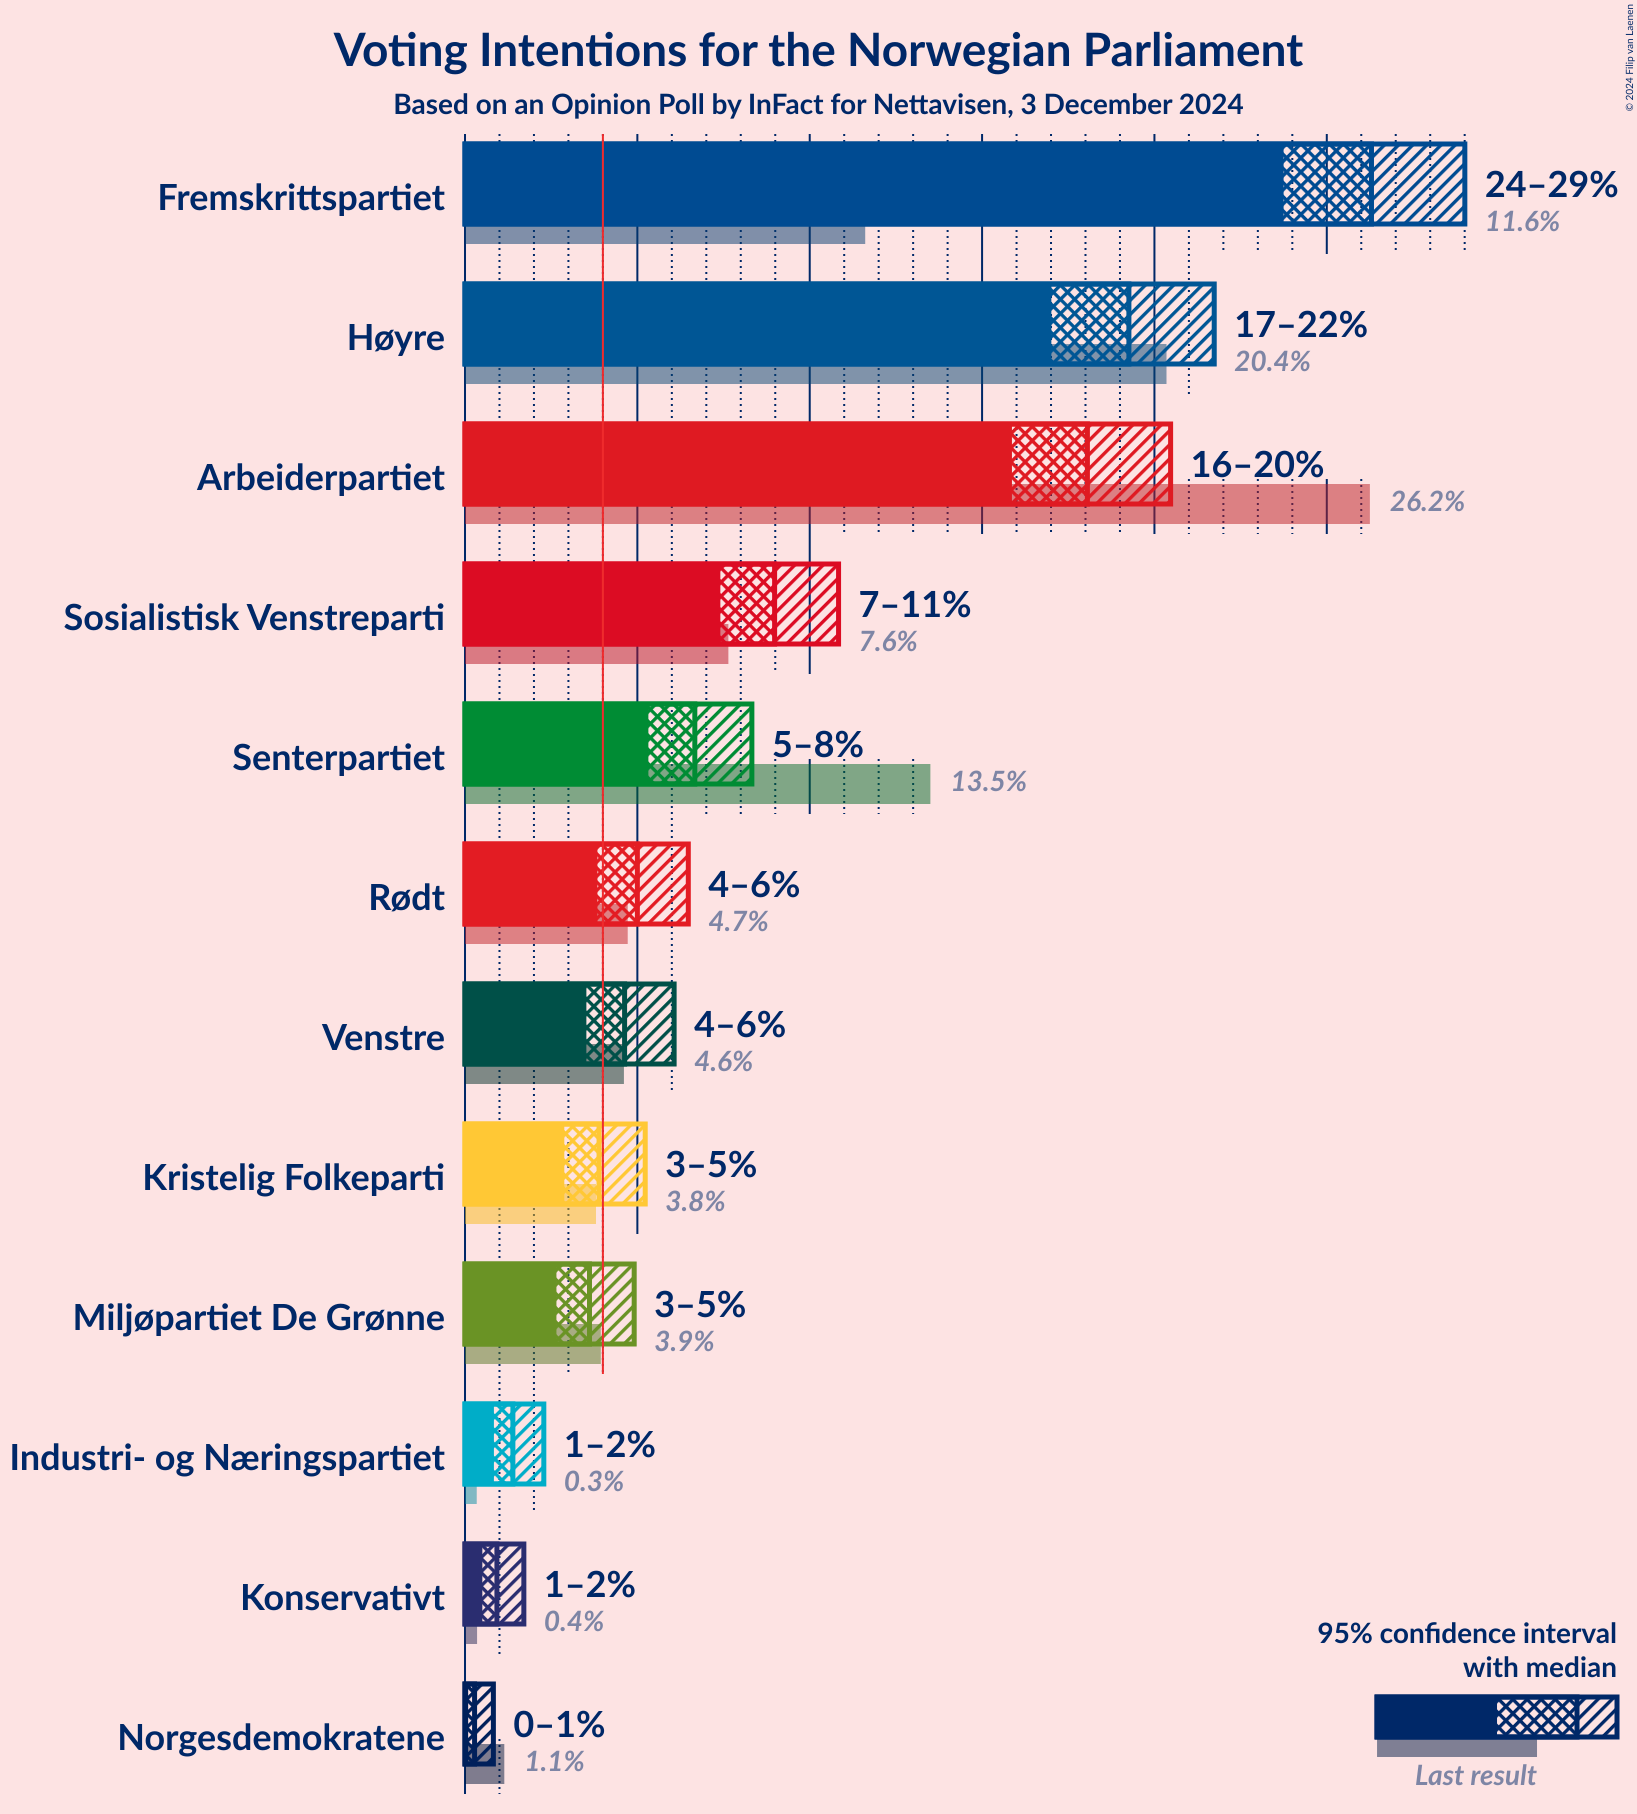 Voting Intentions for the Norwegian Parliament
Based on an Opinion Poll by InFact for Nettavisen, 3 December 2024
© 2024 Filip van Laenen
Fremskrittspartiet
24–29%
11.6%
Høyre
17–22%
20.4%
Arbeiderpartiet
16–20%
26.2%
Sosialistisk Venstreparti
7–11%
7.6%
Senterpartiet
5–8%
13.5%
Rødt
4–6%
4.7%
Venstre
4–6%
4.6%
Kristelig Folkeparti
3–5%
3.8%
Miljøpartiet De Grønne
3–5%
3.9%
Industri- og Næringspartiet
1–2%
0.3%
Konservativt
1–2%
0.4%
Norgesdemokratene
0–1%
1.1%
95% confidence interval
with median
Last result